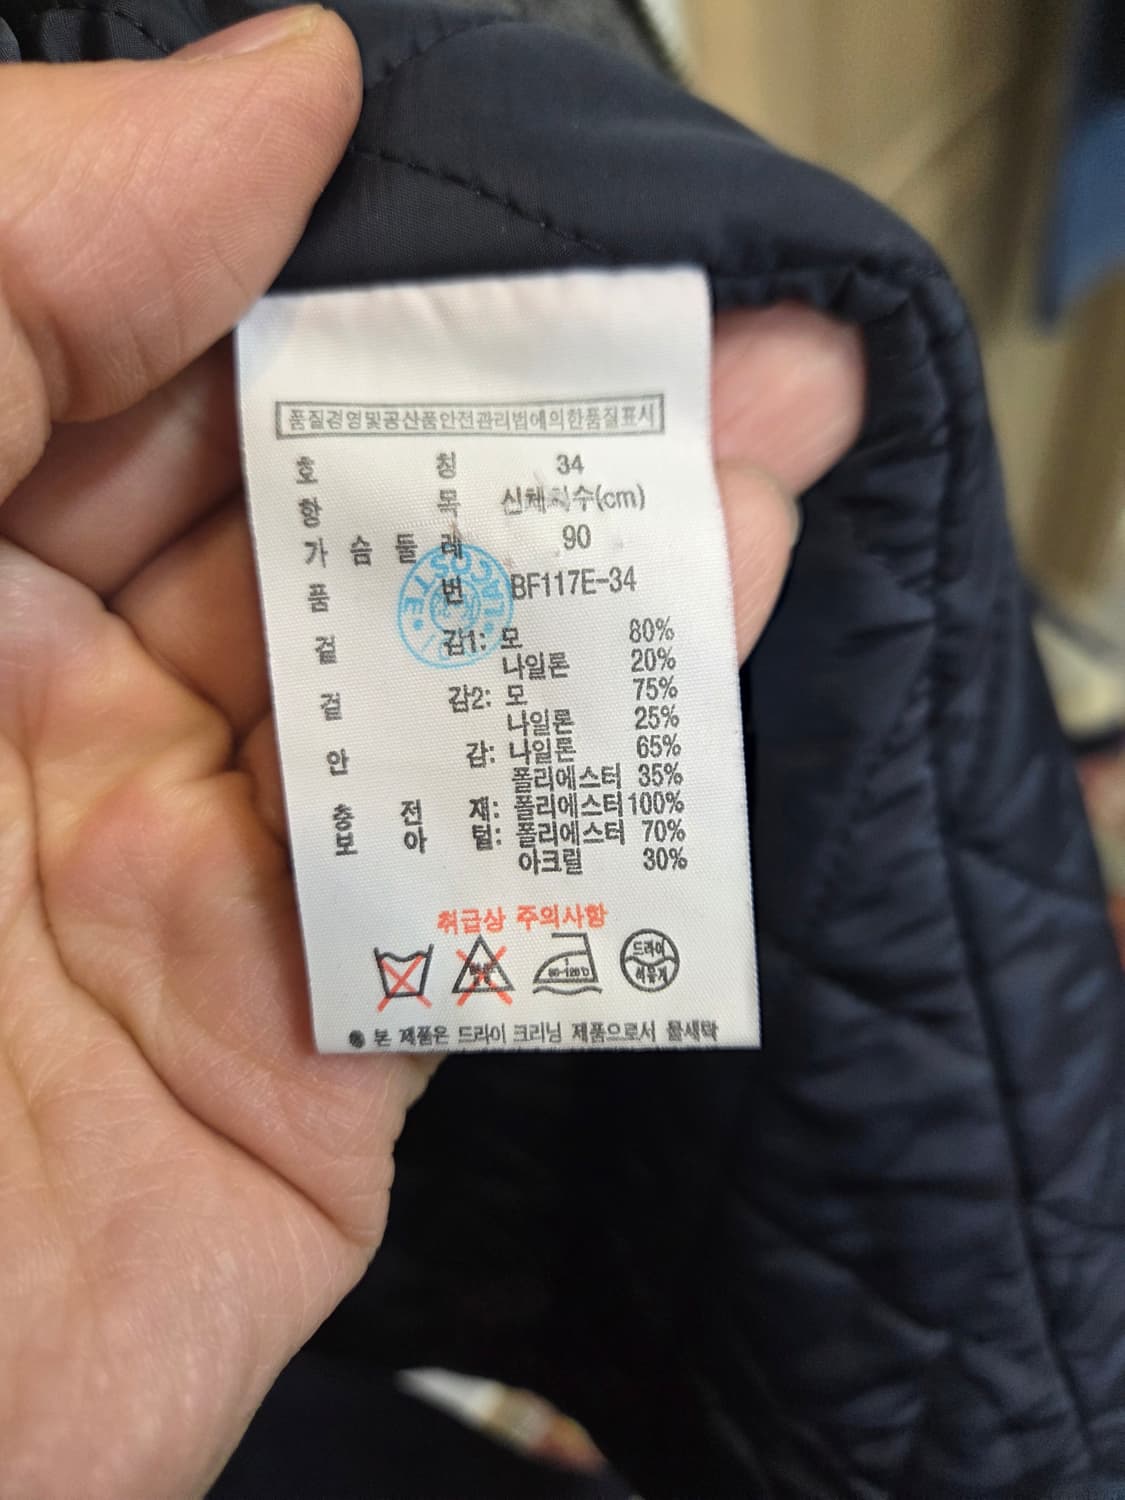 품질경영및공산품안전관리법에의한품질표시
호 칭 34
항 목 신체치수(cm)
가 슴 둘 레 90
품 번 BF117E-34
LACOSTE
겉 감1: 모 80%
나일론 20%
겉 감2: 모 75%
나일론 25%
안 감: 나일론 65%
폴리에스터 35%
충 전 재: 폴리에스터 100%
모 아 털: 폴리에스터 70%
아크릴 30%
취급상 주의사항
드라이
석유계
본 제품은 드라이 크리닝 제품으로서 물세탁